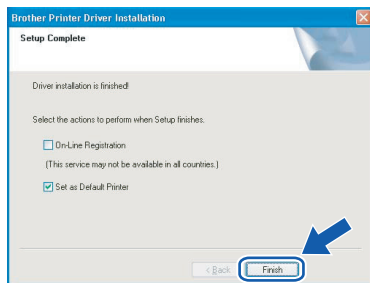 Brother Printer Driver Installation
Setup Complete
Driver installation is finished!
Select the actions to perform when Setup finishes.
On-Line Registration
(This service may not be available in all countries.)
Set as Default Printer
< Back
Finish